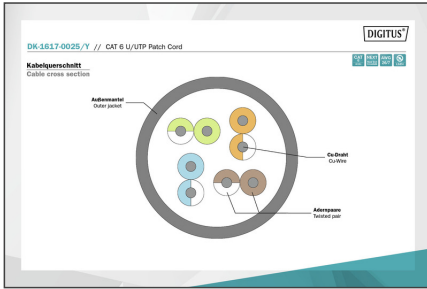 DIGITUS®
DK-1617-0025/Y // CAT 6 U/UTP Patch Cord
Kabelquerschnitt
Cable cross section
Außenmantel
Outer jacket
Cu-Draht
Cu-Wire
Aderspaare
Twisted pair